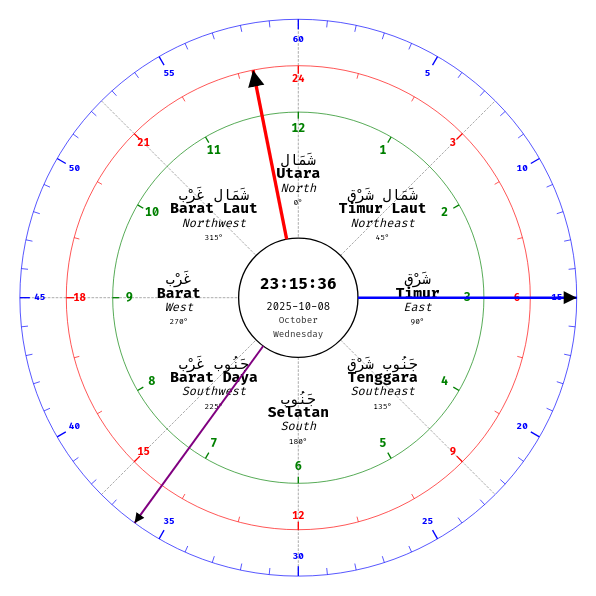 60
55
5
24
21
3
50
10
12
11
1
شَمَال
Utara
North
0°
شَمَال غَرْب
Barat Laut
Northwest
315°
شَمَال شَرْق
Timur Laut
Northeast
45°
10
2
غَرْب
Barat
West
270°
شَرْق
Timur
East
90°
45
18
9
3
6
15
23:15:36
2025-10-08
October
Wednesday
جَنُوب غَرْب
Barat Daya
Southwest
225°
جَنُوب شَرْق
Tenggara
Southeast
135°
8
4
جَنُوب
Selatan
South
180°
7
5
6
40
20
15
9
12
35
25
30